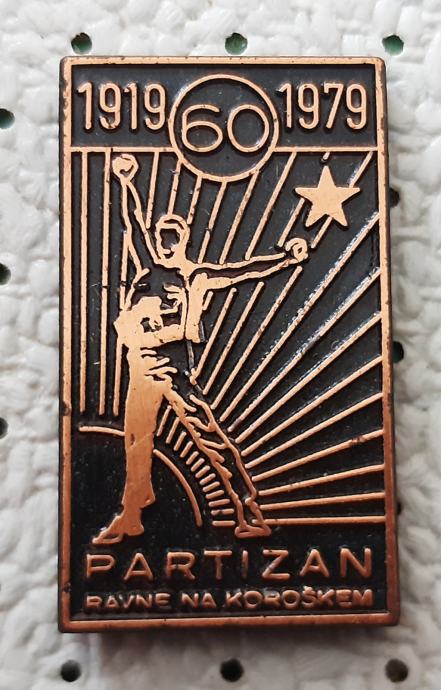 1919 60 1979
PARTIZAN
RAVNE NA KOROŠKEM